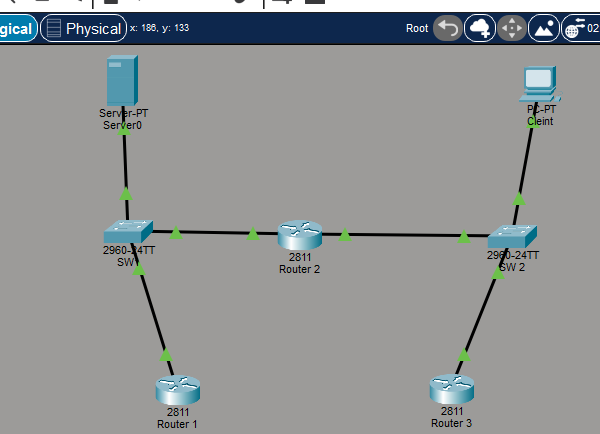 gical Physical x: 186, y: 133 Root 02
Server-PT
Server0
PC-PT
Cleint
2960-24TT
SW
2811
Router 2
2960-24TT
SW 2
2811
Router 1
2811
Router 3